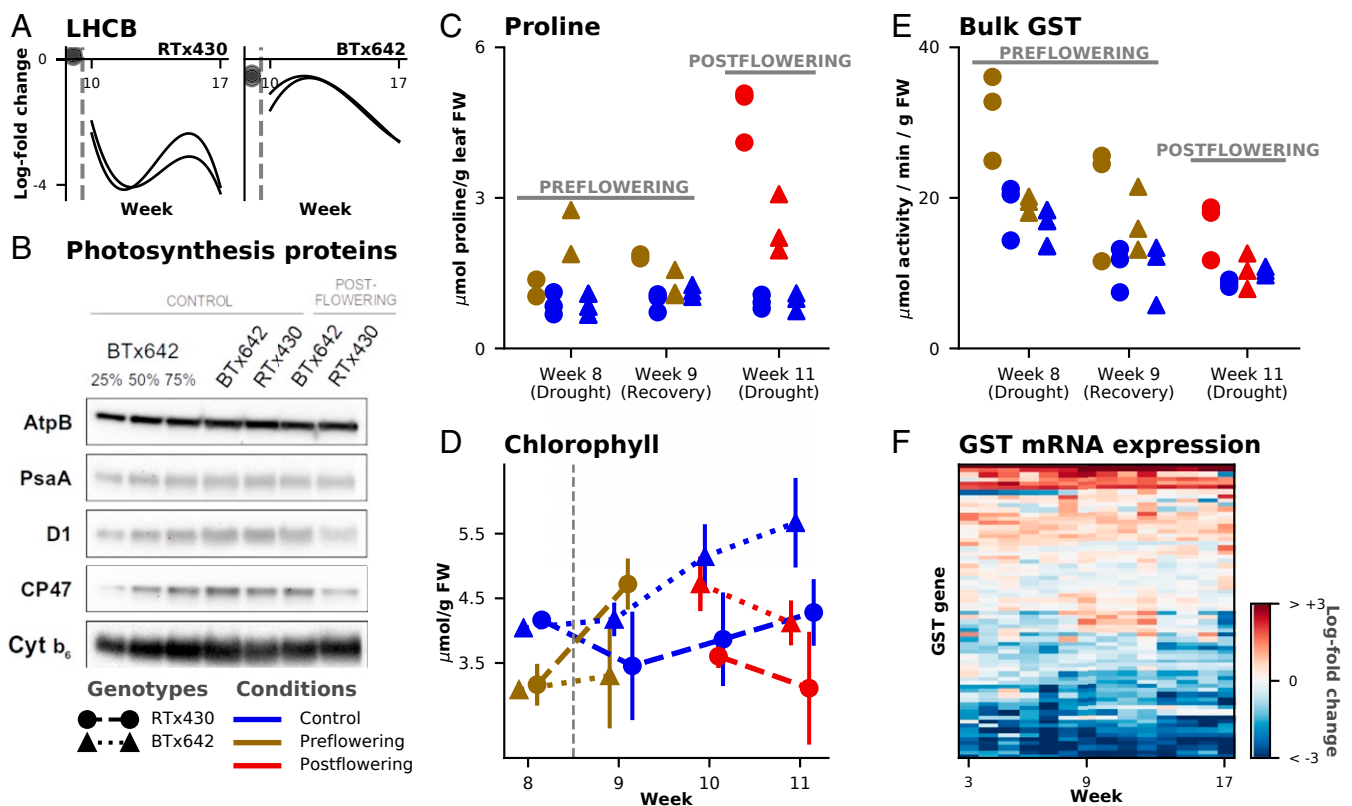 A LHCB
RTx430
BTx642
0
10
17
10
17
-4
Log-fold change
Week
Week
B Photosynthesis proteins
CONTROL
POST-
FLOWERING
BTx642
25% 50% 75%
BTx642
RTx430
BTx642
RTx430
AtpB
PsaA
D1
CP47
Cyt b6
Genotypes
RTx430
BTx642
Conditions
Control
Preflowering
Postflowering
C Proline
6
3
0
μmol proline/g leaf FW
PREFLOWERING
POSTFLOWERING
Week 8
(Drought)
Week 9
(Recovery)
Week 11
(Drought)
D Chlorophyll
5.5
4.5
3.5
μmol/g FW
8
9
10
11
Week
E Bulk GST
40
20
0
μmol activity / min / g FW
PREFLOWERING
POSTFLOWERING
Week 8
(Drought)
Week 9
(Recovery)
Week 11
(Drought)
F GST mRNA expression
GST gene
3
9
17
Week
> +3
0
< -3
Log-fold change